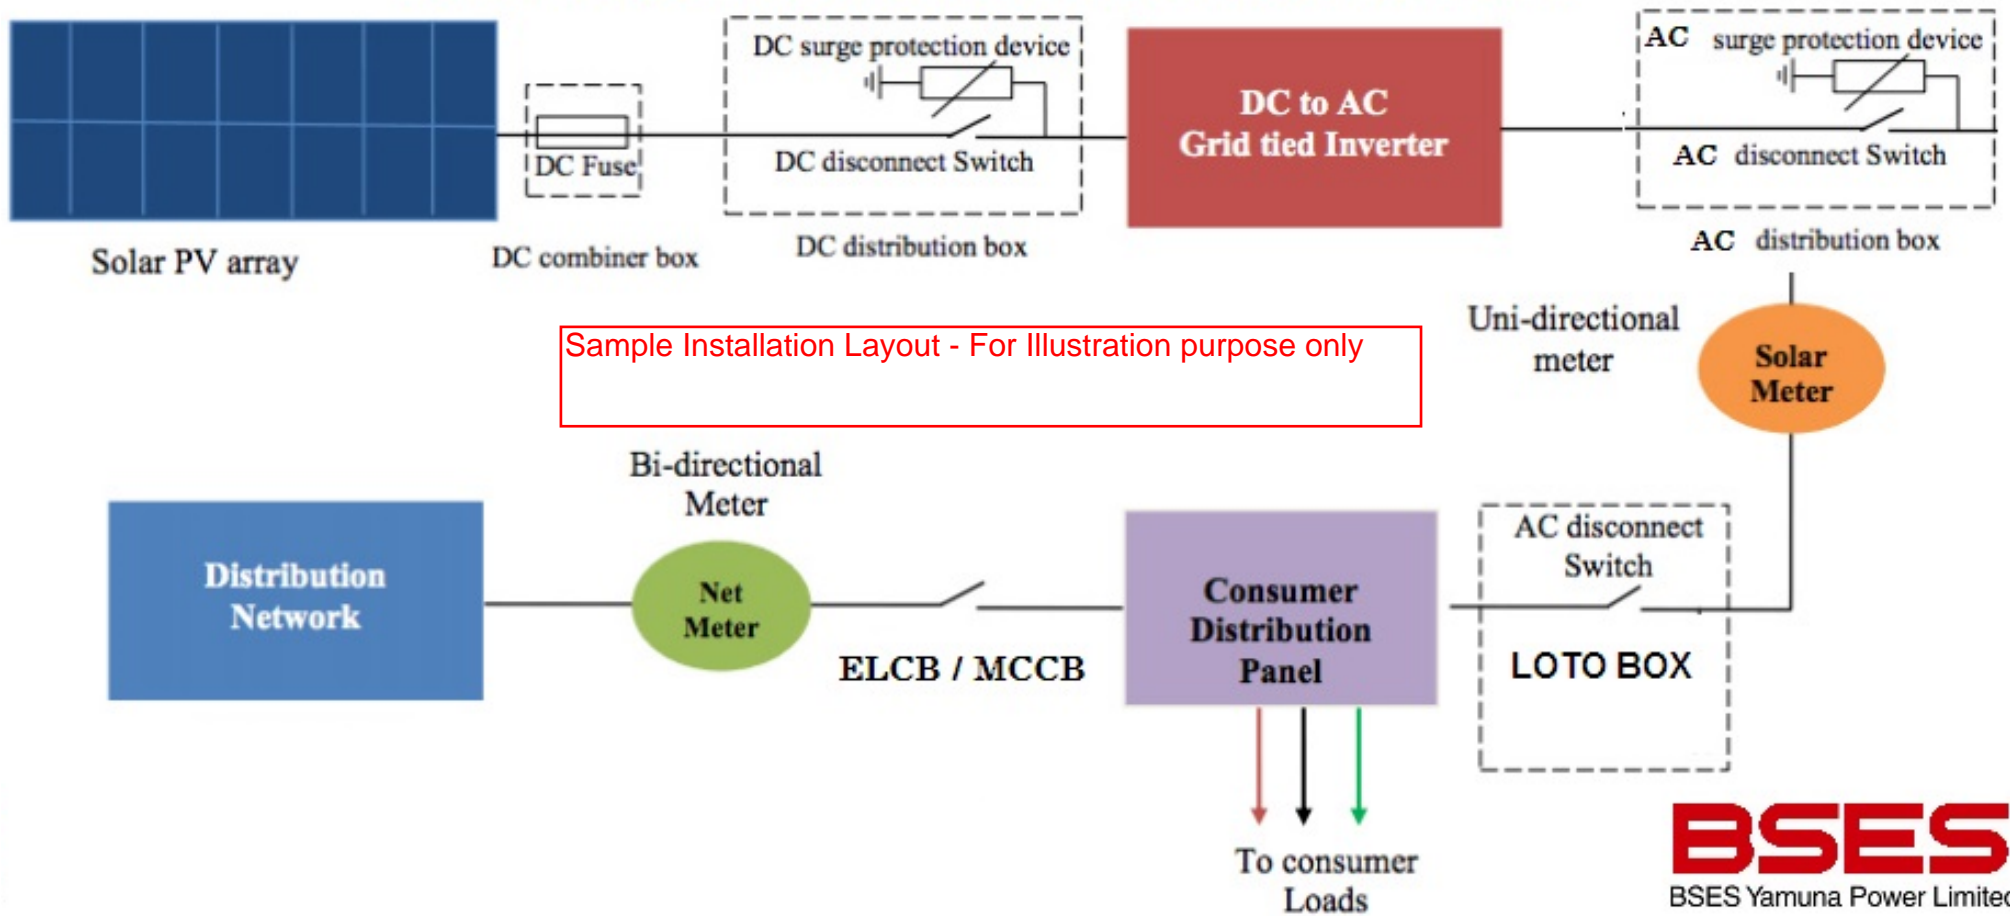 DC surge protection device
DC Fuse
DC disconnect Switch
DC to AC
Grid tied Inverter
AC surge protection device
AC disconnect Switch
Solar PV array
DC combiner box
DC distribution box
AC distribution box
Sample Installation Layout - For Illustration purpose only
Uni-directional
meter
Solar
Meter
Bi-directional
Meter
Distribution
Network
Net
Meter
ELCB / MCCB
Consumer
Distribution
Panel
AC disconnect
Switch
LOTO BOX
To consumer
Loads
BSES
BSES Yamuna Power Limited